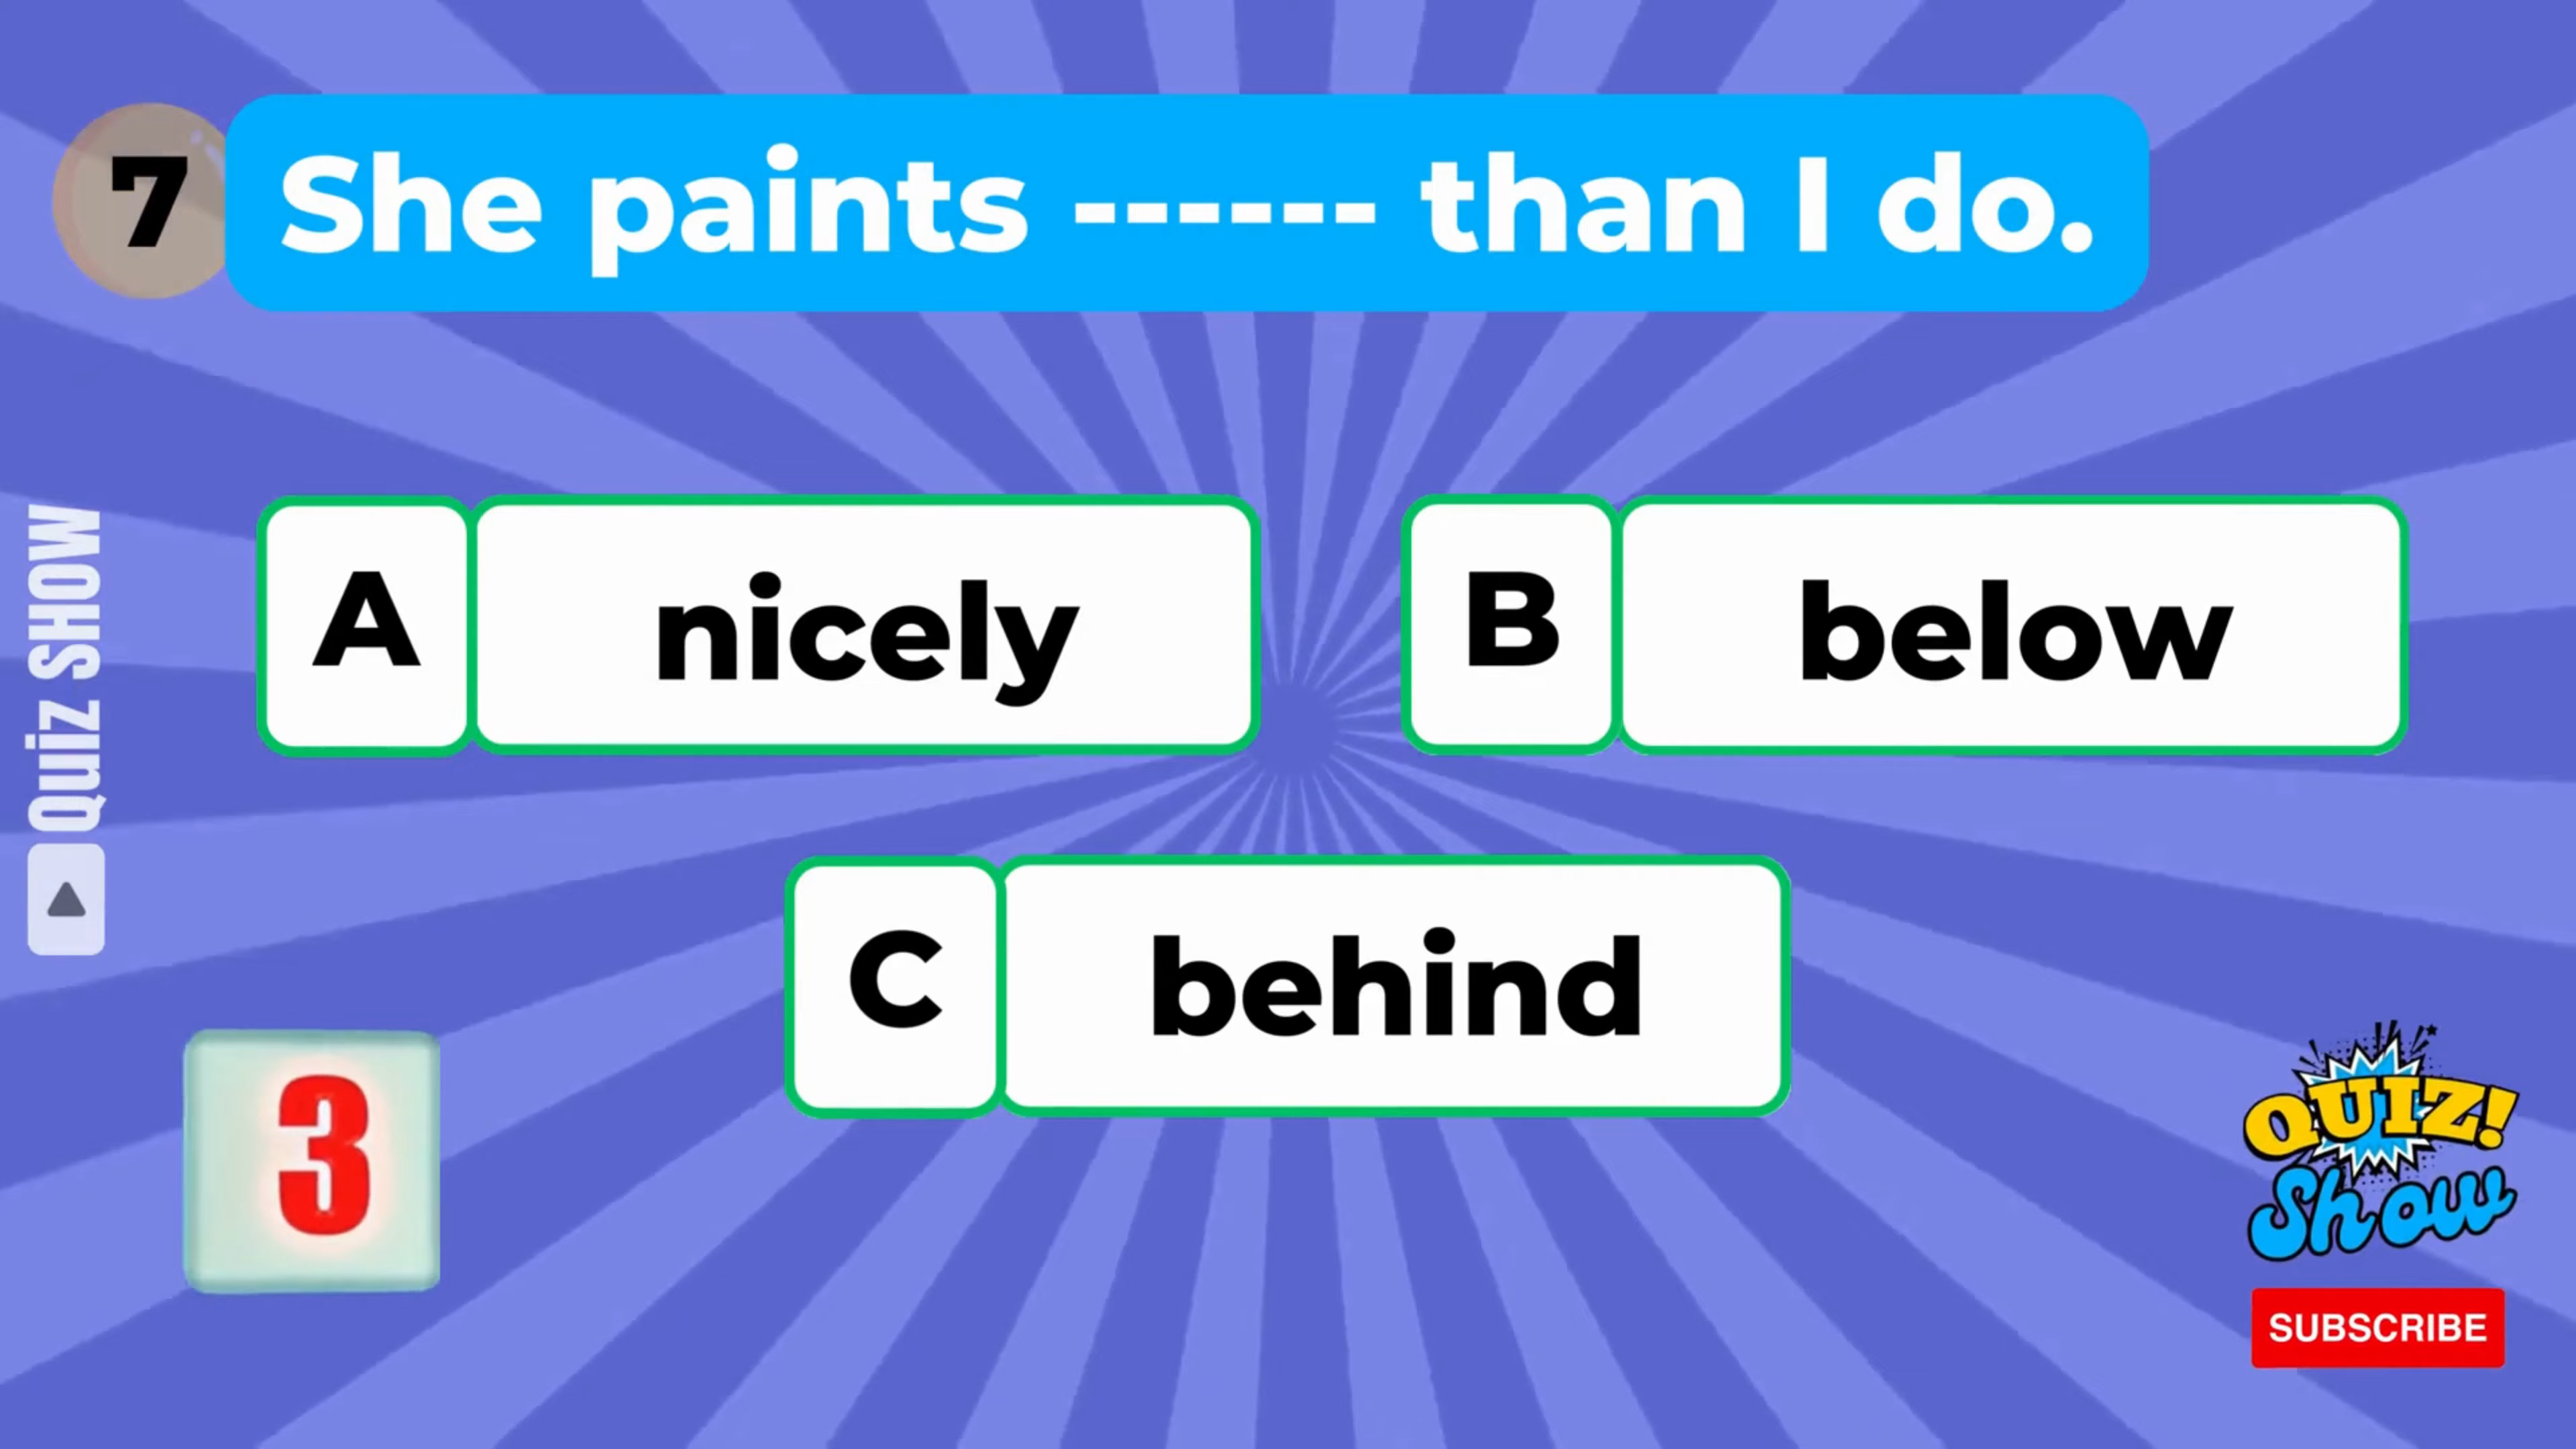 7
She paints ------ than I do.
A nicely
B below
C behind
Quiz SHOW
3
QUIZ!
Show
SUBSCRIBE